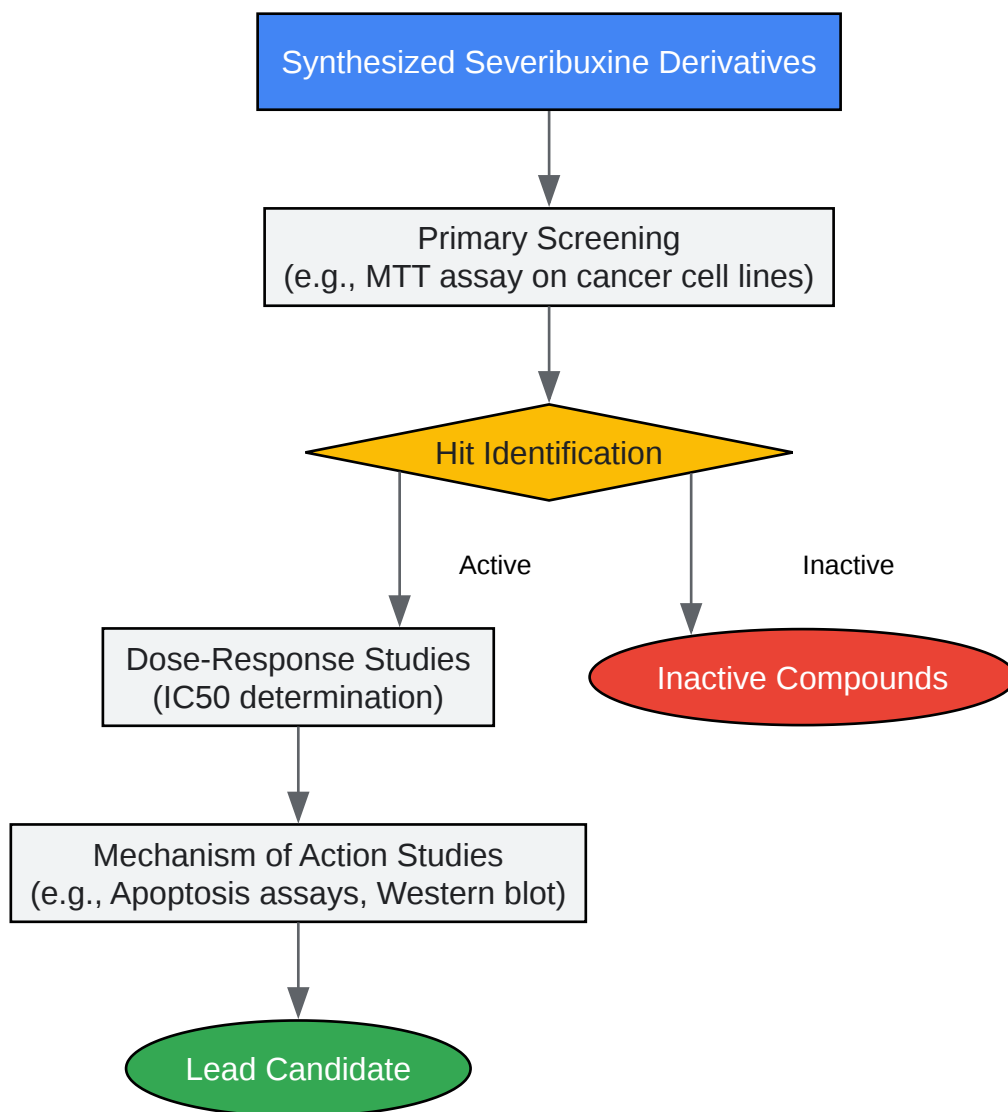 Synthesized Severibuxine Derivatives
Primary Screening
(e.g., MTT assay on cancer cell lines)
Hit Identification
Active
Inactive
Dose-Response Studies
(IC50 determination)
Inactive Compounds
Mechanism of Action Studies
(e.g., Apoptosis assays, Western blot)
Lead Candidate